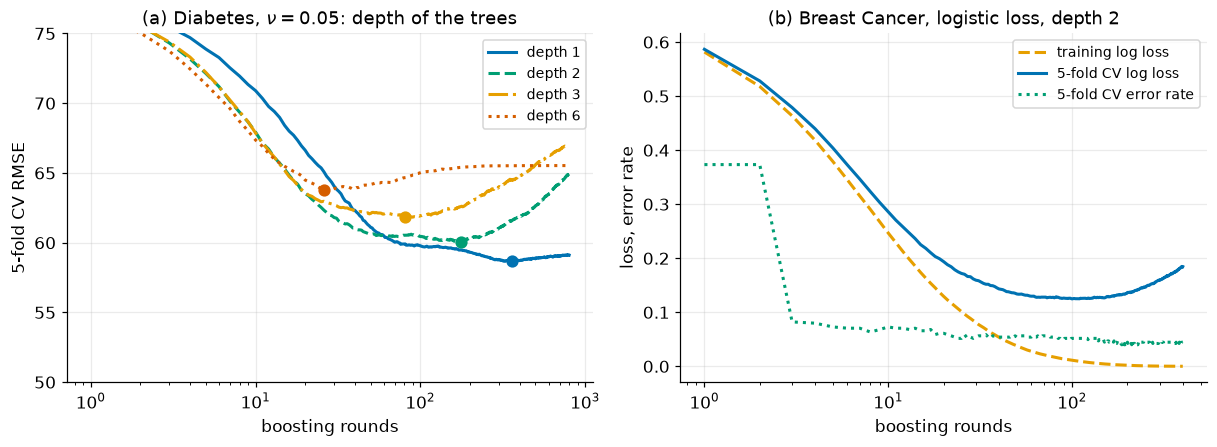 (a) Diabetes, ν = 0.05: depth of the trees
5-fold CV RMSE
75
70
65
60
55
50
depth 1
depth 2
depth 3
depth 6
10⁰ 10¹ 10² 10³
boosting rounds
(b) Breast Cancer, logistic loss, depth 2
loss, error rate
0.6
0.5
0.4
0.3
0.2
0.1
0.0
training log loss
5-fold CV log loss
5-fold CV error rate
10⁰ 10¹ 10²
boosting rounds